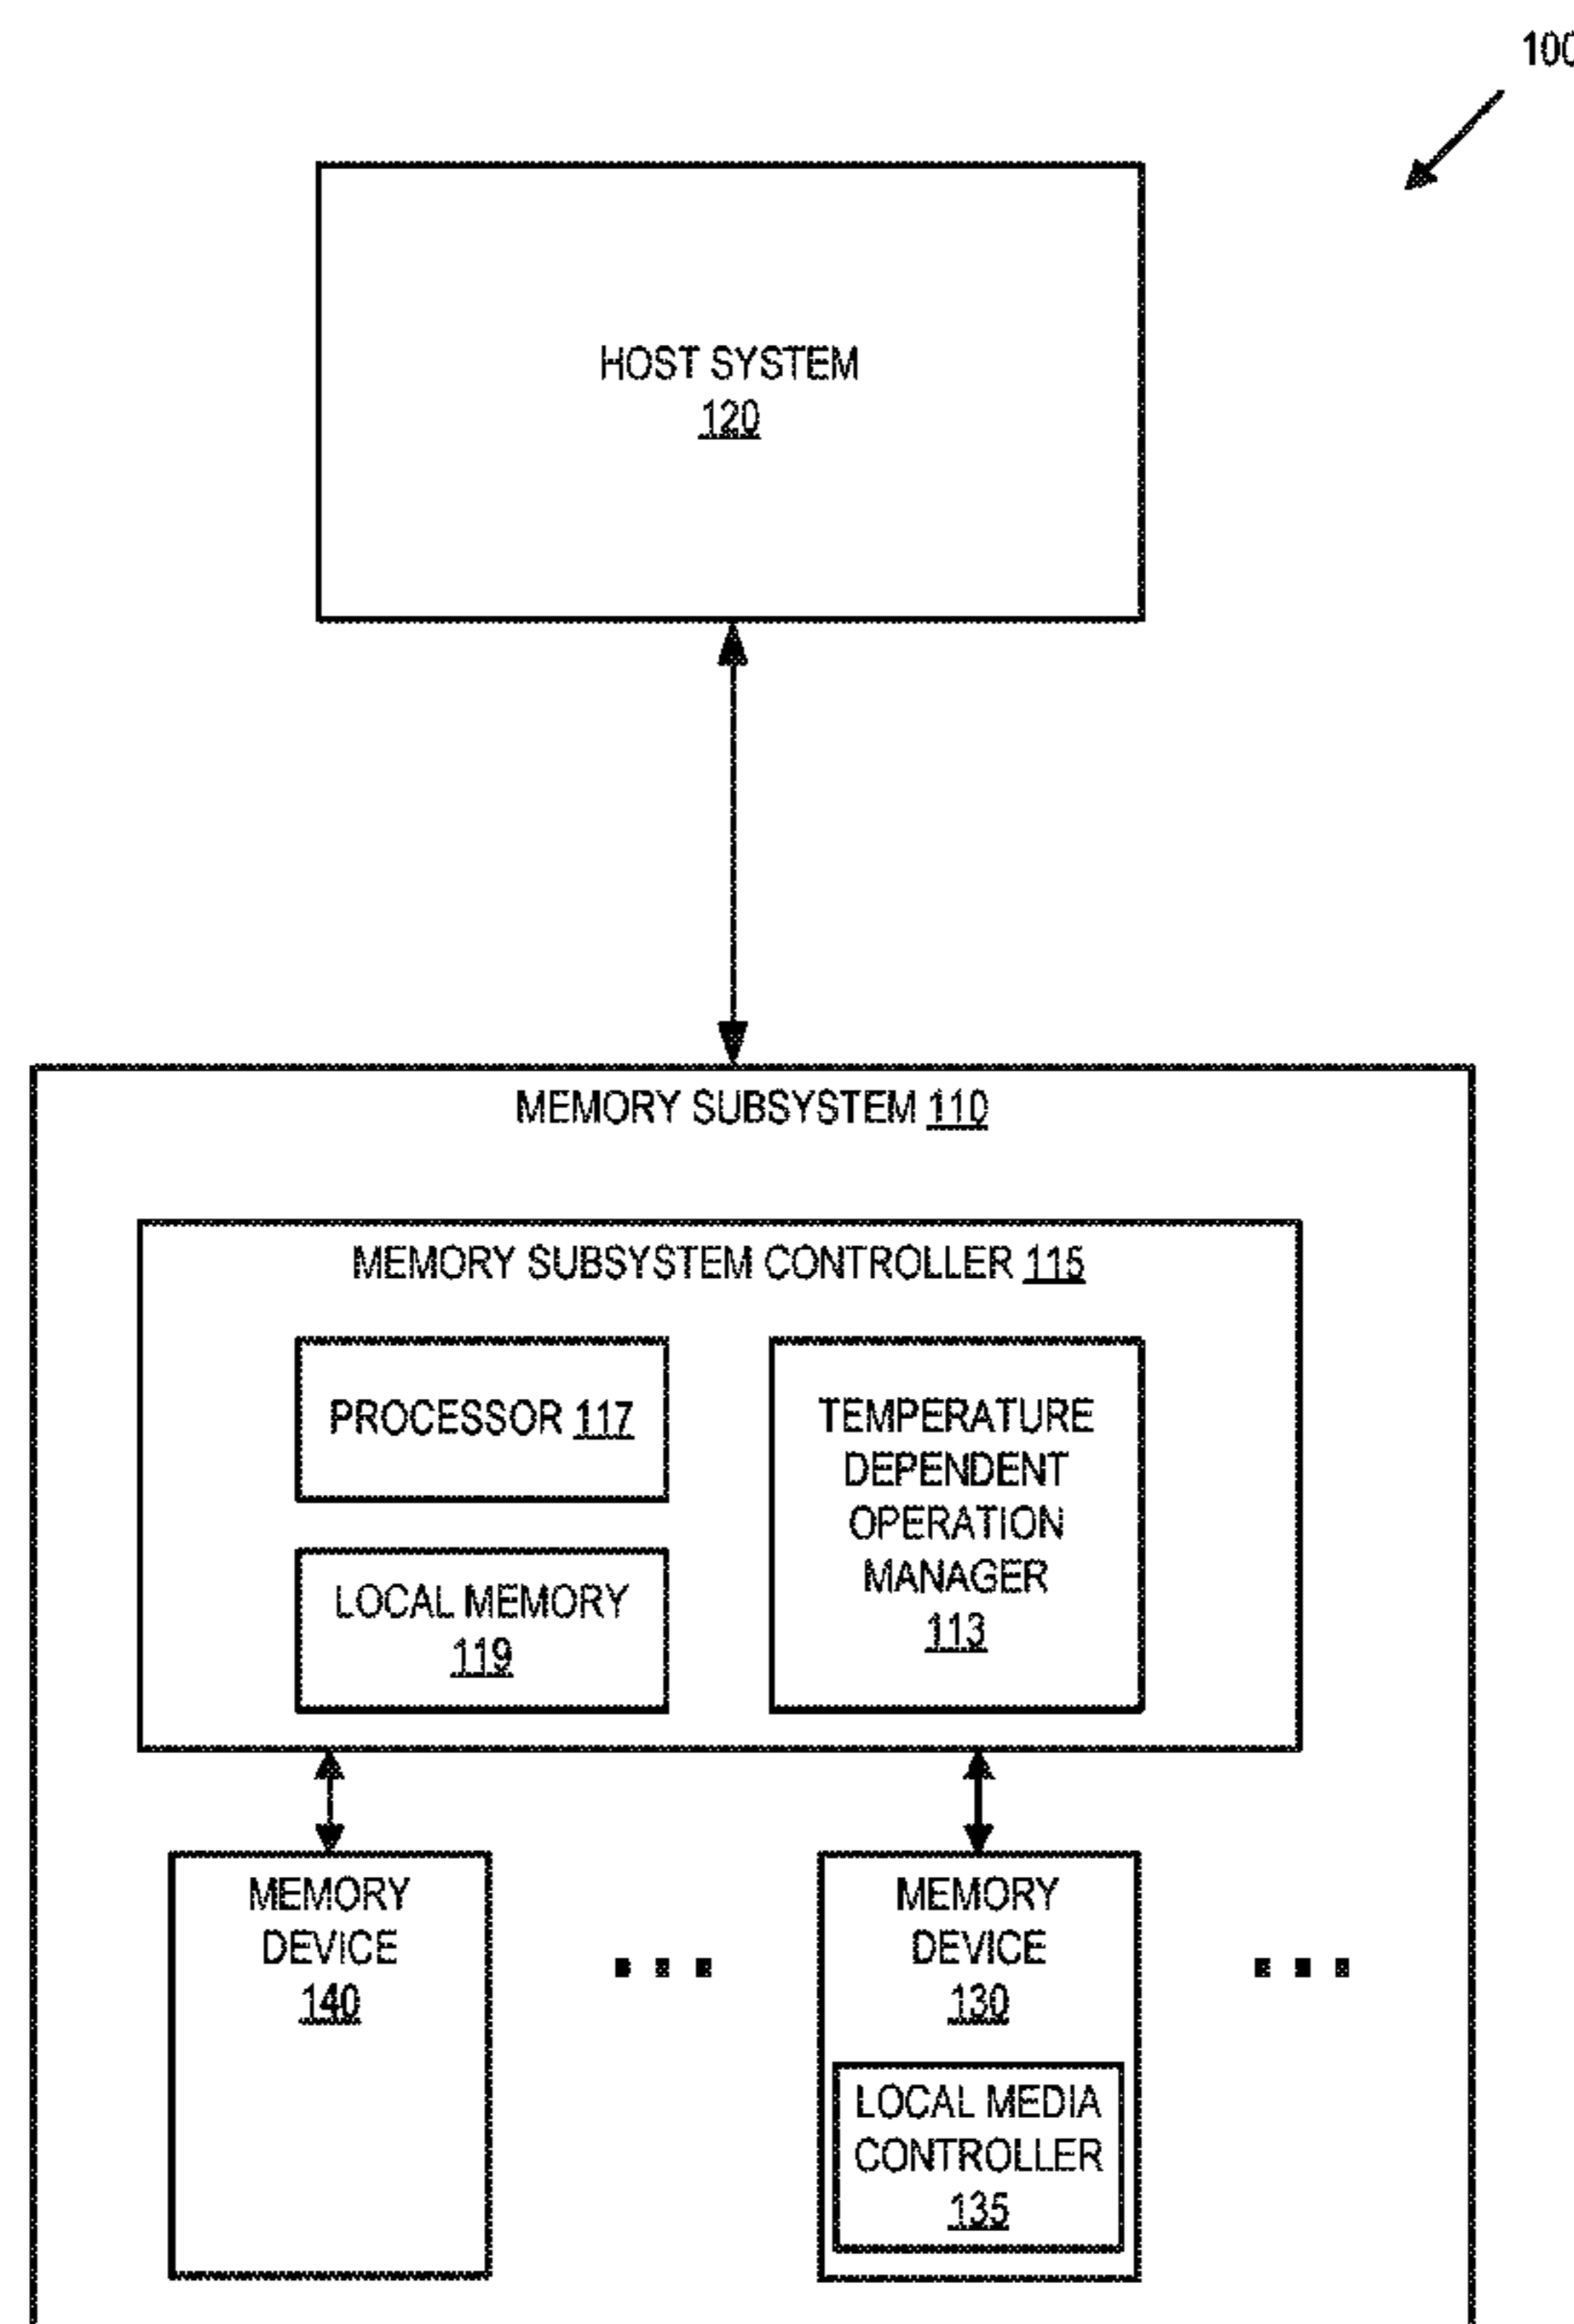 100
HOST SYSTEM
120
MEMORY SUBSYSTEM 110
MEMORY SUBSYSTEM CONTROLLER 115
PROCESSOR 117
LOCAL MEMORY
119
TEMPERATURE
DEPENDENT
OPERATION
MANAGER
113
MEMORY
DEVICE
140
MEMORY
DEVICE
130
LOCAL MEDIA
CONTROLLER
135